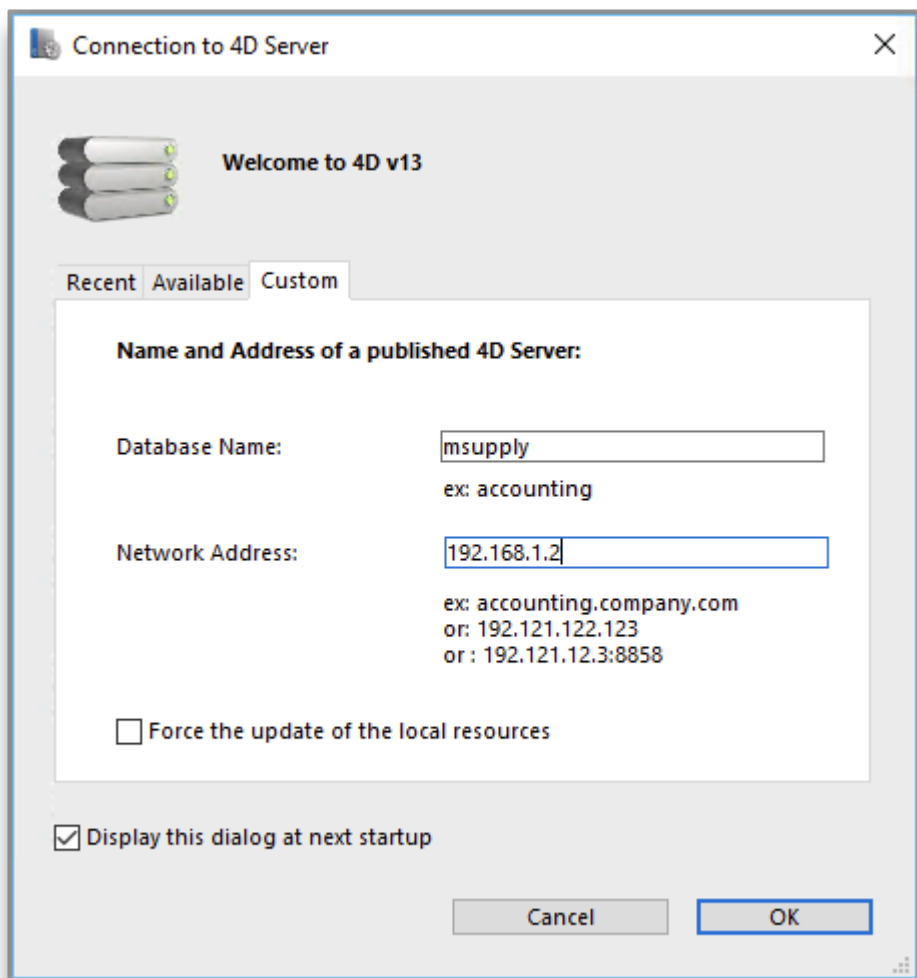 Connection to 4D Server
Welcome to 4D v13
Recent Available Custom
Name and Address of a published 4D Server:
Database Name: msupply
ex: accounting
Network Address: 192.168.1.2
ex: accounting.company.com
or: 192.121.122.123
or : 192.121.12.3:8858
Force the update of the local resources
Display this dialog at next startup
Cancel OK